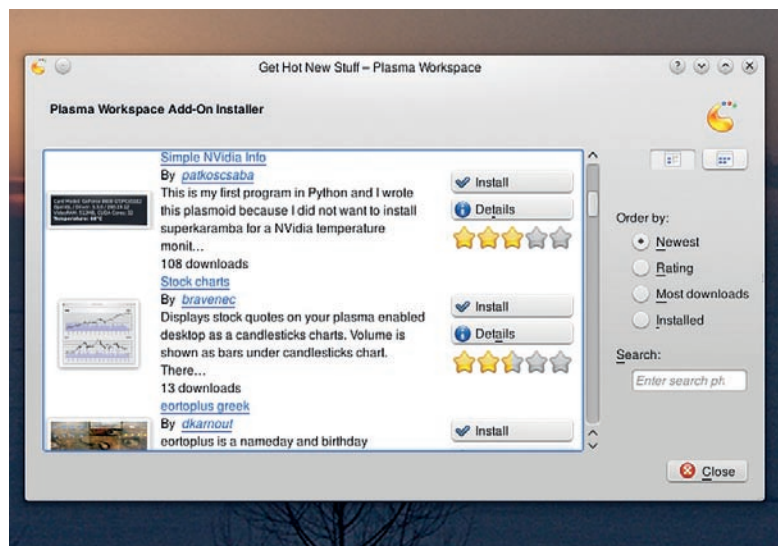 Get Hot New Stuff – Plasma Workspace
Plasma Workspace Add-On Installer
Simple NVidia Info
By patkoscsaba
This is my first program in Python and I wrote
this plasmoid because I did not want to install
superkaramba for a NVidia temperature
monit...
108 downloads
Install
Details
Stock charts
By bravenec
Displays stock quotes on your plasma enabled
desktop as a candlesticks charts. Volume is
shown as bars under candlesticks chart.
There...
13 downloads
Install
Details
eortoplus greek
By dkarnout
eortoplus is a nameday and birthday
Install
Order by:
Newest
Rating
Most downloads
Installed
Search:
Enter search ph
Close